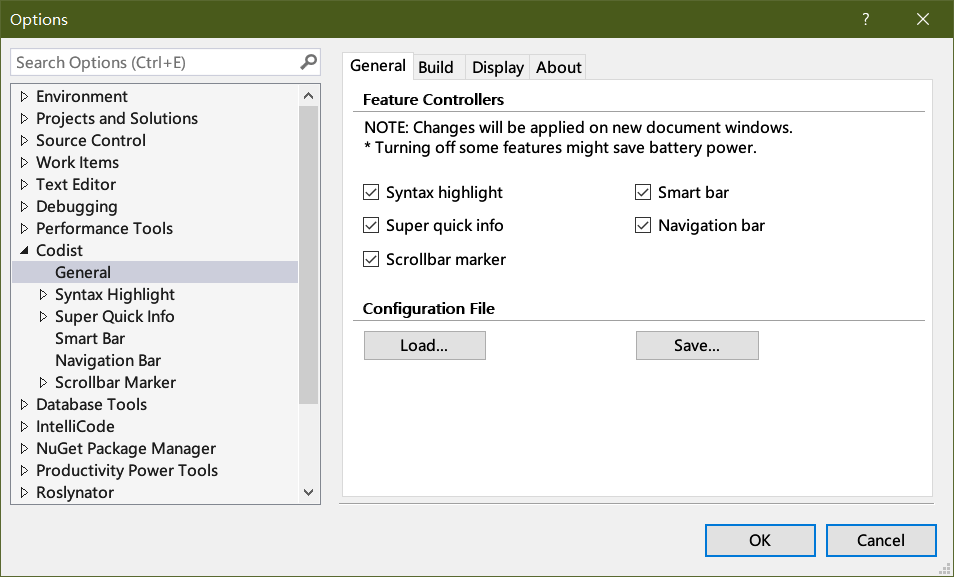 Options
?
Search Options (Ctrl+E)
Environment
Projects and Solutions
Source Control
Work Items
Text Editor
Debugging
Performance Tools
Codist
General
Syntax Highlight
Super Quick Info
Smart Bar
Navigation Bar
Scrollbar Marker
Database Tools
IntelliCode
NuGet Package Manager
Productivity Power Tools
Roslynator
General Build Display About
Feature Controllers
NOTE: Changes will be applied on new document windows.
* Turning off some features might save battery power.
Syntax highlight Smart bar
Super quick info Navigation bar
Scrollbar marker
Configuration File
Load... Save...
OK Cancel